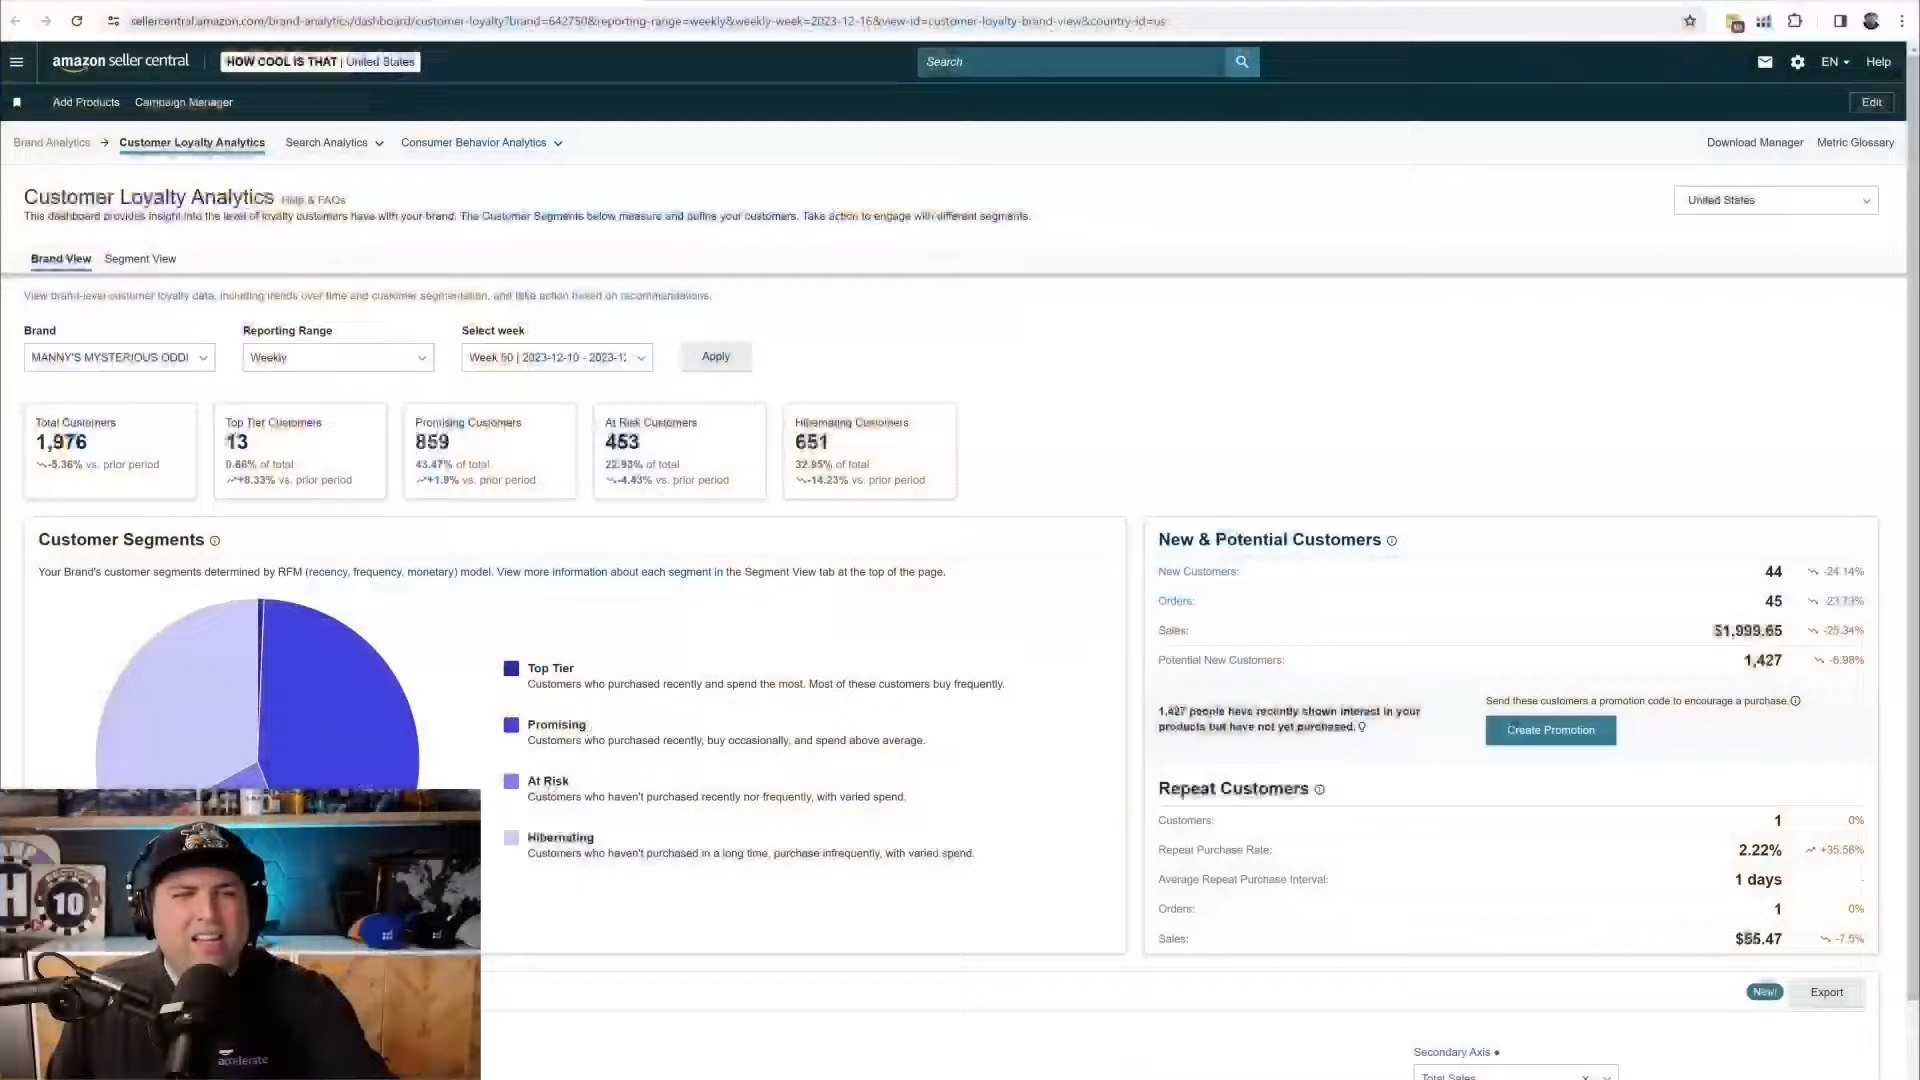 sellercentral.amazon.com/brand-analytics/dashboard/customer-loyalty?brand=642750&reporting-range=weekly&weekly-week=2023-12-16&view-id=customer-loyalty-brand-view&country-id=us
amazon seller central
HOW COOL IS THAT | United States
Search
EN
Help
Add Products
Campaign Manager
Edit
Brand Analytics
Customer Loyalty Analytics
Search Analytics
Consumer Behavior Analytics
Download Manager
Metric Glossary
Customer Loyalty Analytics
Help & FAQs
This dashboard provides insight into the level of loyalty customers have with your brand. The Customer Segments below measure and define your customers. Take action to engage with different segments.
United States
Brand View
Segment View
View brand-level customer loyalty data, including trends over time and customer segmentation, and take action based on recommendations.
Brand
Reporting Range
Select week
MANNY'S MYSTERIOUS ODDI
Weekly
Week 50 | 2023-12-10 - 2023-12
Apply
Total Customers
1,976
-5.36% vs. prior period
Top Tier Customers
13
0.66% of total
+8.33% vs. prior period
Promising Customers
859
43.47% of total
+1.9% vs. prior period
At Risk Customers
453
22.93% of total
-4.43% vs. prior period
Hibernating Customers
651
32.95% of total
-14.23% vs. prior period
Customer Segments
Your Brand's customer segments determined by RFM (recency, frequency, monetary) model. View more information about each segment in the Segment View tab at the top of the page.
Top Tier
Customers who purchased recently and spend the most. Most of these customers buy frequently.
Promising
Customers who purchased recently, buy occasionally, and spend above average.
At Risk
Customers who haven't purchased recently nor frequently, with varied spend.
Hibernating
Customers who haven't purchased in a long time, purchase infrequently, with varied spend.
New & Potential Customers
New Customers: 44 -24.14%
Orders: 45 -23.73%
Sales: $1,999.65 -25.34%
Potential New Customers: 1,427 -6.98%
1,427 people have recently shown interest in your
products but have not yet purchased.
Send these customers a promotion code to encourage a purchase.
Create Promotion
Repeat Customers
Customers: 1 0%
Repeat Purchase Rate: 2.22% +35.56%
Average Repeat Purchase Interval: 1 days -
Orders: 1 0%
Sales: $55.47 -7.5%
New!
Export
Secondary Axis
Total Sales
H
10
accelerate